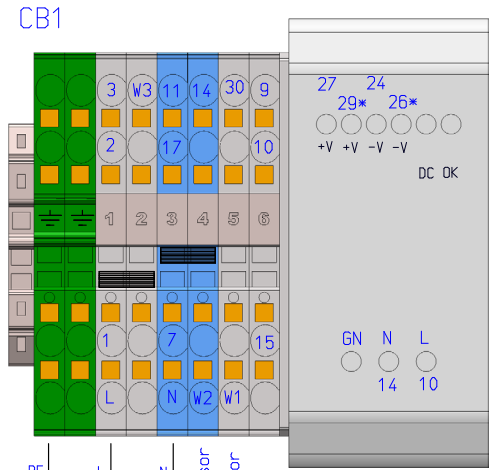 CB1
3 W3 11 14 30 9
2 17 10
1 2 3 4 5 6
1 7 15
L N W2 W1
27 24
29* 26*
+V +V -V -V
DC OK
GN N L
14 10
PE L N